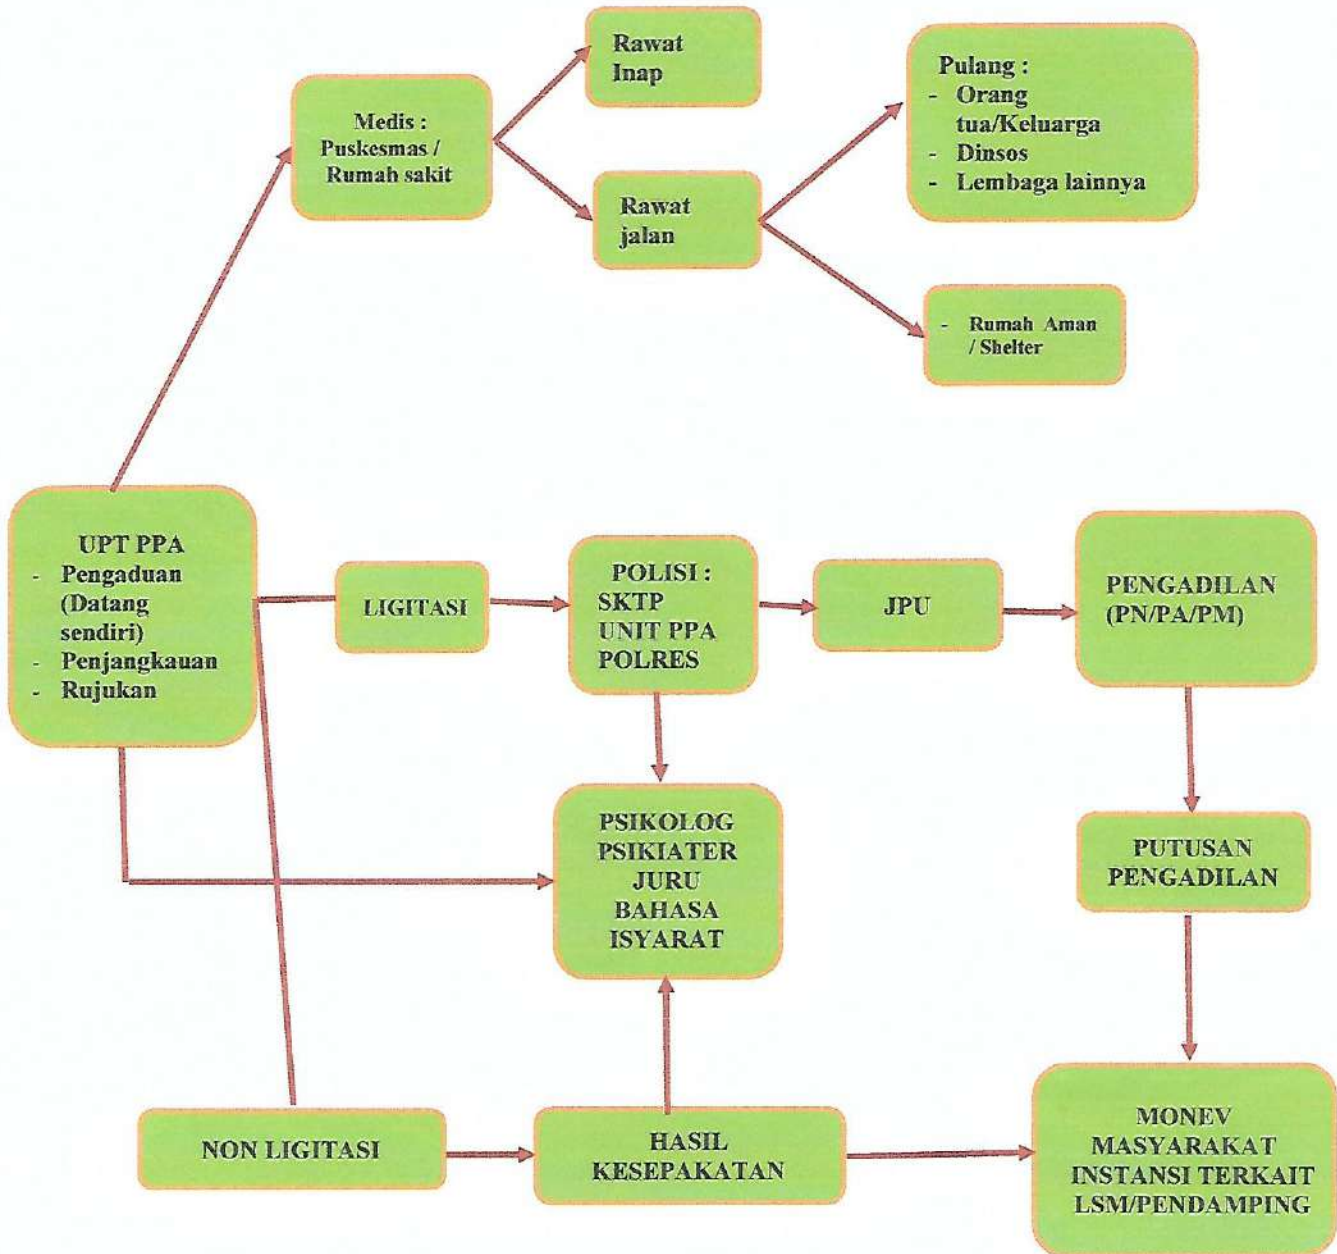 Rawat
Inap
Medis :
Puskesmas /
Rumah sakit
Rawat
jalan
Pulang :
- Orang
tua/Keluarga
- Dinsos
- Lembaga lainnya
- Rumah Aman
/ Shelter
UPT PPA
- Pengaduan
(Datang
sendiri)
- Penjangkauan
- Rujukan
LIGITASI
POLISI :
SKTP
UNIT PPA
POLRES
JPU
PENGADILAN
(PN/PA/PM)
PSIKOLOG
PSIKIATER
JURU
BAHASA
ISYARAT
PUTUSAN
PENGADILAN
NON LIGITASI
HASIL
KESEPAKATAN
MONEV
MASYARAKAT
INSTANSI TERKAIT
LSM/PENDAMPING